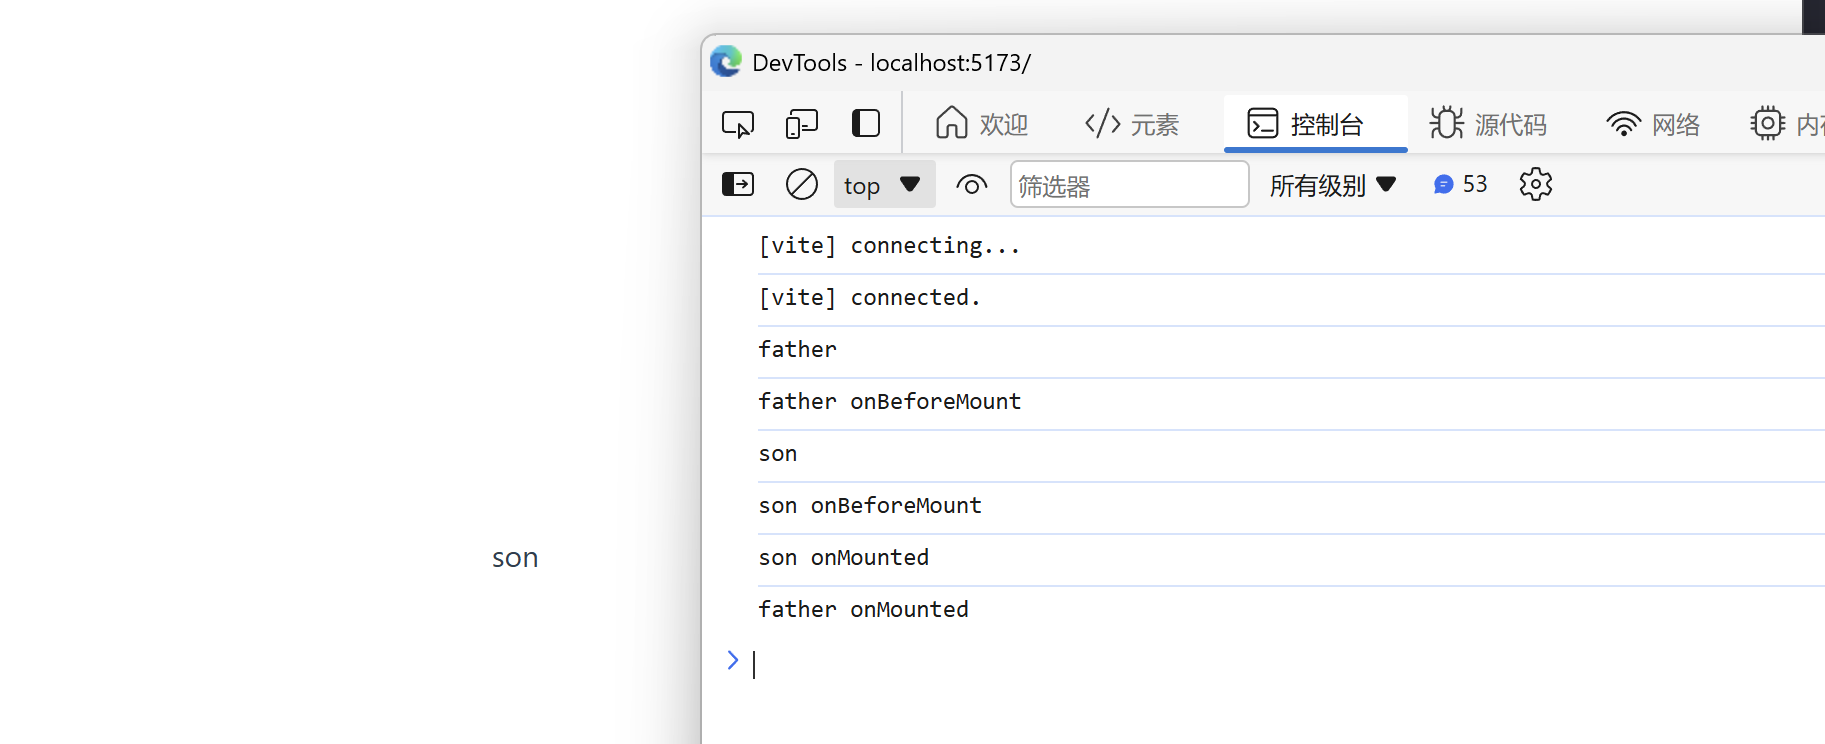 DevTools - localhost:5173/
欢迎 元素 控制台 源代码 网络
top 筛选器 所有级别 53
[vite] connecting...
[vite] connected.
father
father onBeforeMount
son
son onBeforeMount
son onMounted
father onMounted
son